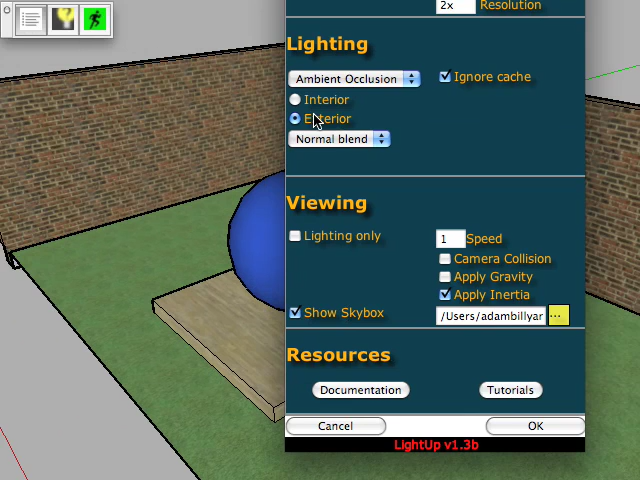 2x Resolution
Lighting
Ambient Occlusion Ignore cache
Interior
Exterior
Normal blend
Viewing
Lighting only 1 Speed
Camera Collision
Apply Gravity
Apply Inertia
Show Skybox /Users/adambillyar ...
Resources
Documentation Tutorials
Cancel OK
LightUp v1.3b